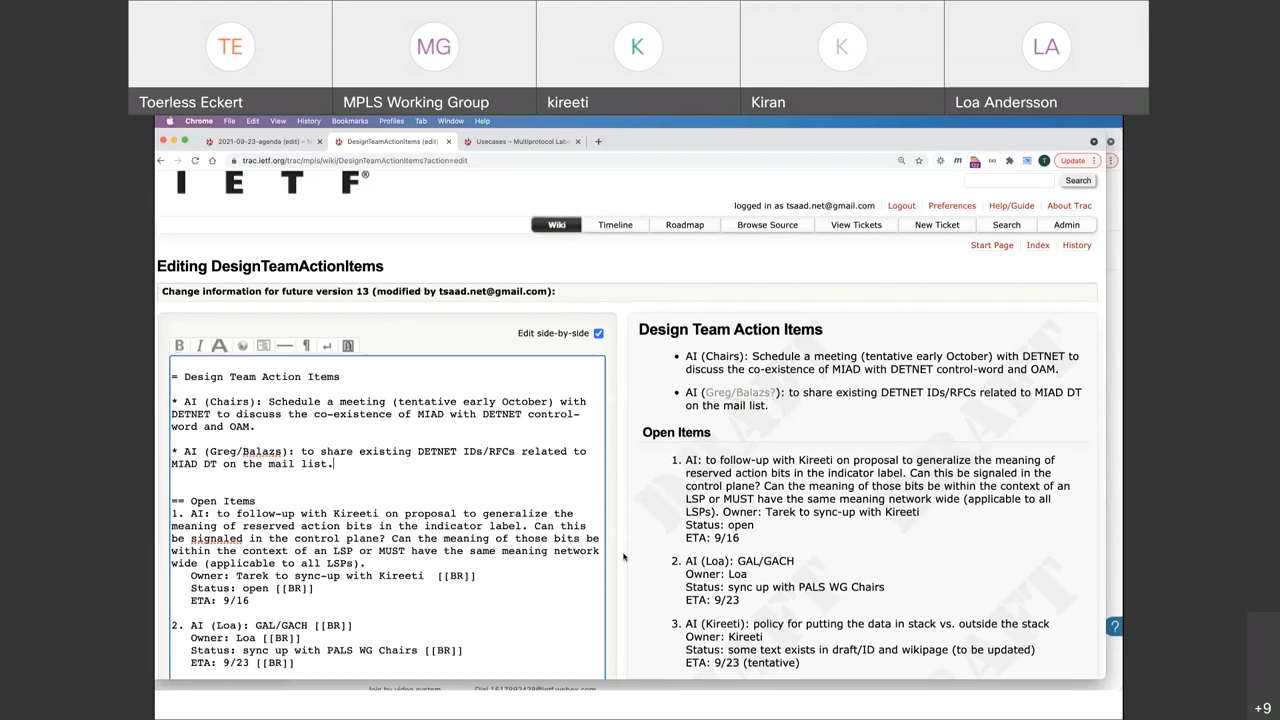 TE
MG
K
K
LA
Toerless Eckert
MPLS Working Group
kireeti
Kiran
Loa Andersson
Chrome File Edit View History Bookmarks Profiles Tab Window Help
2021-09-23-agenda (edit) – M
DesignTeamActionItems (edit)
Usecases – Multiprotocol Lab
trac.ietf.org/trac/mpls/wiki/DesignTeamActionItems?action=edit
Update
I E T F®
Search
logged in as tsaad.net@gmail.com Logout Preferences Help/Guide About Trac
Wiki Timeline Roadmap Browse Source View Tickets New Ticket Search Admin
Start Page Index History
Editing DesignTeamActionItems
Change information for future version 13 (modified by tsaad.net@gmail.com):
Edit side-by-side
B I A
= Design Team Action Items
* AI (Chairs): Schedule a meeting (tentative early October) with
DETNET to discuss the co-existence of MIAD with DETNET control-
word and OAM.
* AI (Greg/Balazs): to share existing DETNET IDs/RFCs related to
MIAD DT on the mail list.
== Open Items
1. AI: to follow-up with Kireeti on proposal to generalize the
meaning of reserved action bits in the indicator label. Can this
be signaled in the control plane? Can the meaning of those bits be
within the context of an LSP or MUST have the same meaning network
wide (applicable to all LSPs).
Owner: Tarek to sync-up with Kireeti [[BR]]
Status: open [[BR]]
ETA: 9/16
2. AI (Loa): GAL/GACH [[BR]]
Owner: Loa [[BR]]
Status: sync up with PALS WG Chairs [[BR]]
ETA: 9/23 [[BR]]
Design Team Action Items
• AI (Chairs): Schedule a meeting (tentative early October) with DETNET to
discuss the co-existence of MIAD with DETNET control-word and OAM.
• AI (Greg/Balazs?): to share existing DETNET IDs/RFCs related to MIAD DT
on the mail list.
Open Items
1. AI: to follow-up with Kireeti on proposal to generalize the meaning of
reserved action bits in the indicator label. Can this be signaled in the
control plane? Can the meaning of those bits be within the context of an
LSP or MUST have the same meaning network wide (applicable to all
LSPs). Owner: Tarek to sync-up with Kireeti
Status: open
ETA: 9/16
2. AI (Loa): GAL/GACH
Owner: Loa
Status: sync up with PALS WG Chairs
ETA: 9/23
3. AI (Kireeti): policy for putting the data in stack vs. outside the stack
Owner: Kireeti
Status: some text exists in draft/ID and wikipage (to be updated)
ETA: 9/23 (tentative)
DRAFT
?
Join by video system
+9